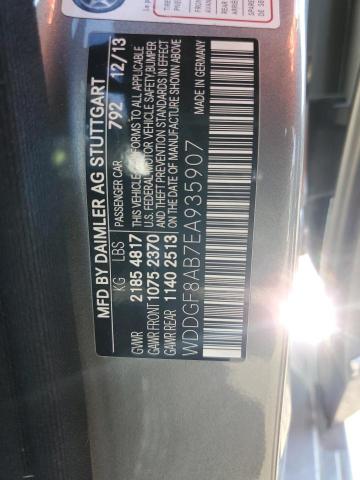 MFD BY DAIMLER AG STUTTGART
PASSENGER CAR 792 12/13
KG LBS
GVWR 2185 4817
GAWR FRONT 1075 2370
GAWR REAR 1140 2513
THIS VEHICLE CONFORMS TO ALL APPLICABLE
U.S. FEDERAL MOTOR VEHICLE SAFETY, BUMPER
AND THEFT PREVENTION STANDARDS IN EFFECT
ON THE DATE OF MANUFACTURE SHOWN ABOVE
MADE IN GERMANY
WDDGF8AB7EA935907
REAR
SPARE